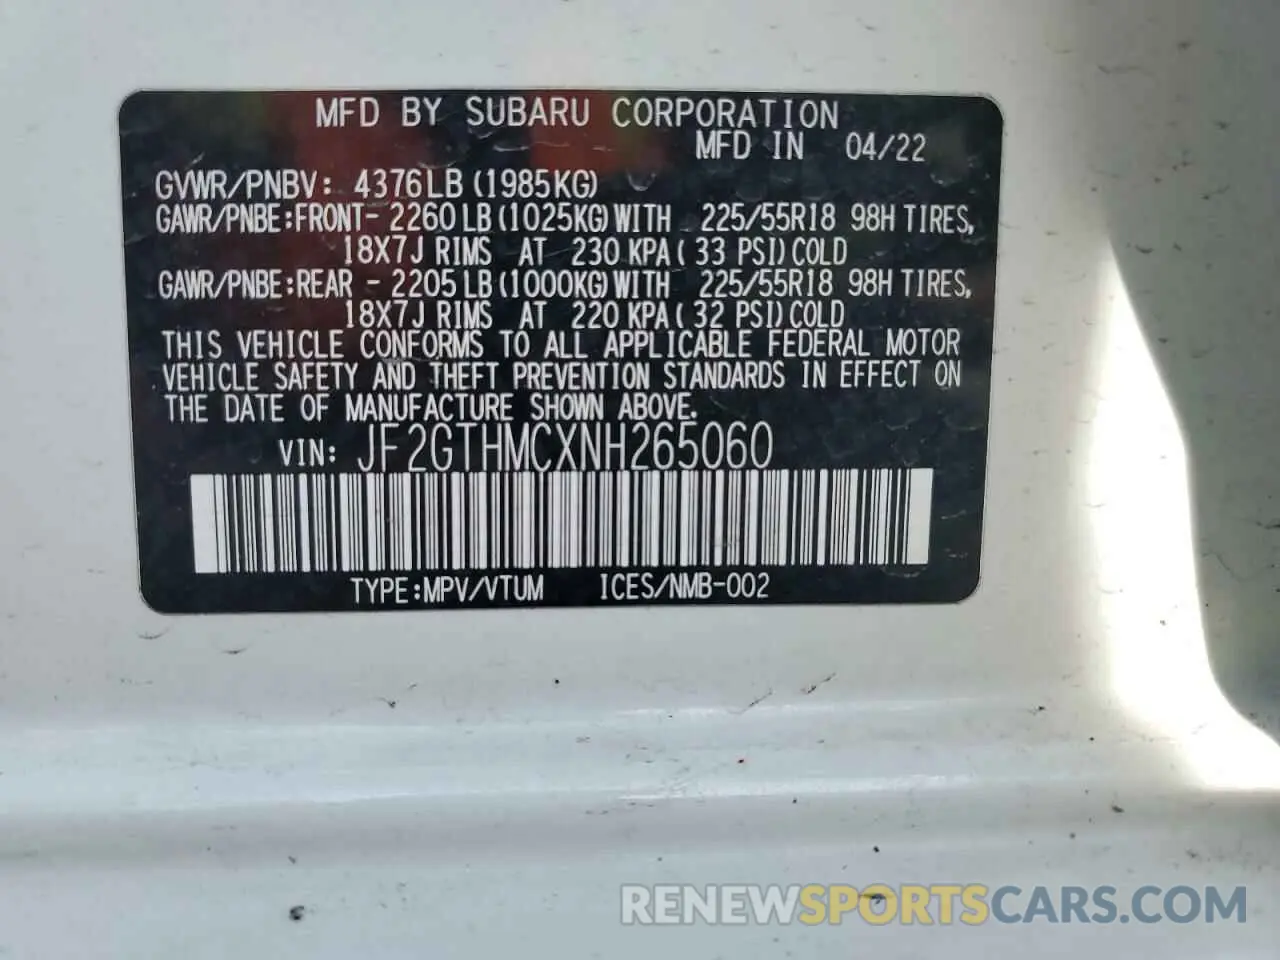 MFD BY SUBARU CORPORATION
MFD IN 04/22
GVWR/PNBV: 4376LB(1985KG)
GAWR/PNBE:FRONT- 2260LB(1025KG)WITH 225/55R18 98H TIRES,
18X7J RIMS AT 230 KPA( 33 PSI)COLD
GAWR/PNBE:REAR - 2205LB(1000KG)WITH 225/55R18 98H TIRES,
18X7J RIMS AT 220 KPA( 32 PSI)COLD
THIS VEHICLE CONFORMS TO ALL APPLICABLE FEDERAL MOTOR
VEHICLE SAFETY AND THEFT PREVENTION STANDARDS IN EFFECT ON
THE DATE OF MANUFACTURE SHOWN ABOVE.
VIN: JF2GTHMCXNH265060
TYPE:MPV/VTUM ICES/NMB-002
RENEWSPORTSCARS.COM